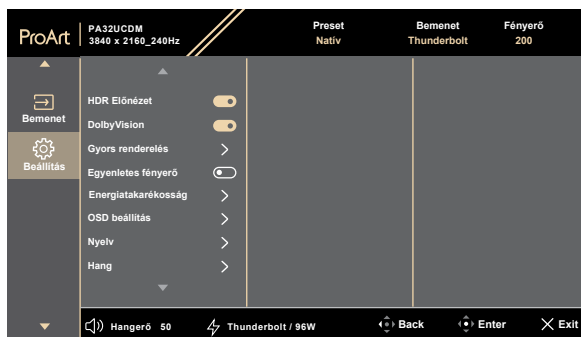 ProArt
PA32UCDM
3840 x 2160_240Hz
Preset
Natív
Bemenet
Thunderbolt
Fényerő
200
Bemenet
Beállítás
HDR Előnézet
DolbyVision
Gyors renderelés
Egyenletes fényerő
Energiatakarékosság
OSD beállítás
Nyelv
Hang
Hangerő 50
Thunderbolt / 96W
Back
Enter
Exit